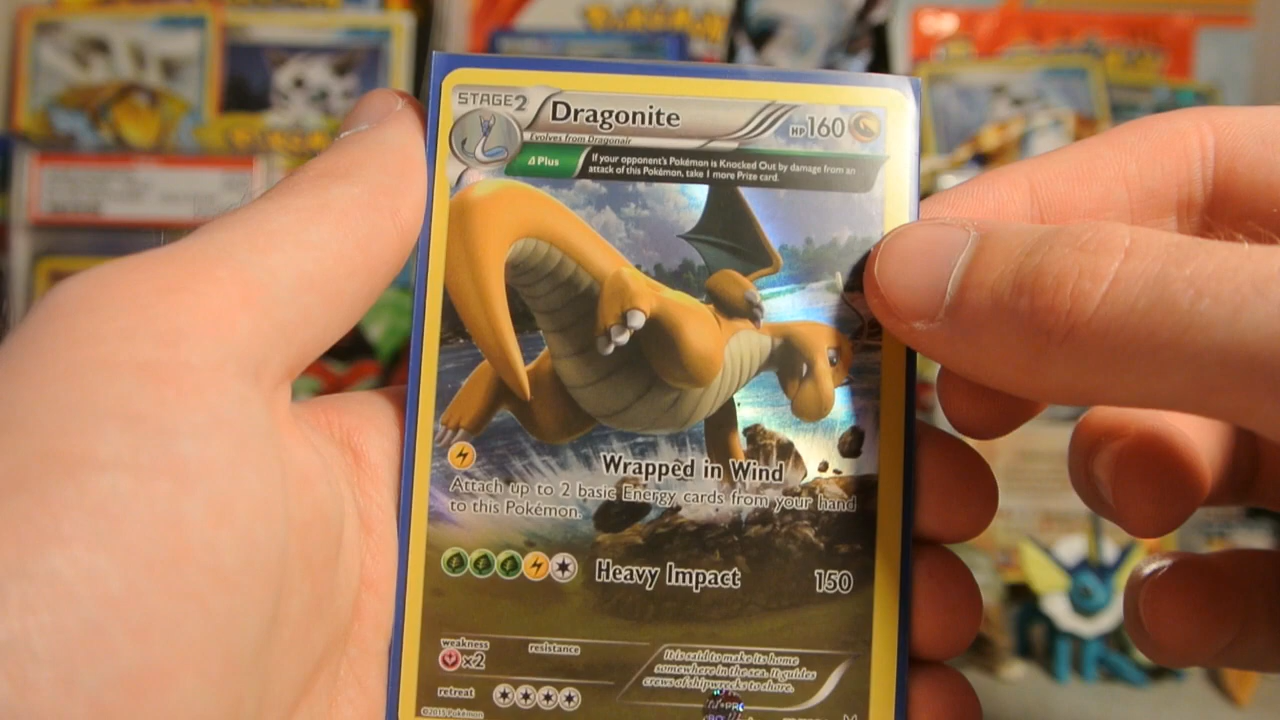 Pokémon
STAGE2
Dragonite
HP160
Evolves from Dragonair
Δ Plus
If your opponent's Pokémon is Knocked Out by damage from an
attack of this Pokémon, take 1 more Prize card.
Wrapped in Wind
Attach up to 2 basic Energy cards from your hand
to this Pokémon.
Heavy Impact 150
weakness
x2
resistance
It is said to make its home
somewhere in the sea. It guides
crews of shipwrecks to shore.
retreat
©2015 Pokémon